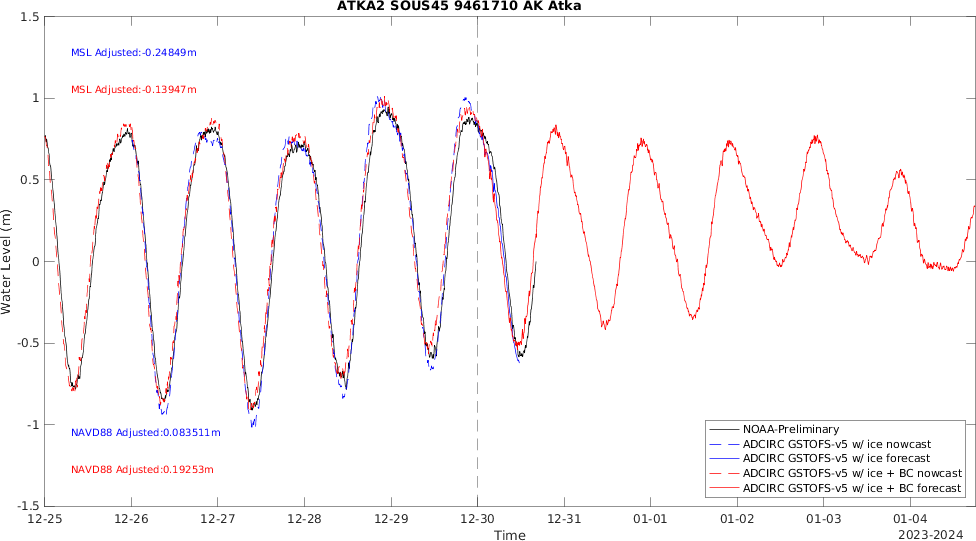 ATKA2 SOUS45 9461710 AK Atka
1.5
MSL Adjusted:-0.24849m
MSL Adjusted:-0.13947m
1
0.5
0
-0.5
-1
-1.5
Water Level (m)
NAVD88 Adjusted:0.083511m
NAVD88 Adjusted:0.19253m
NOAA-Preliminary
ADCIRC GSTOFS-v5 w/ ice nowcast
ADCIRC GSTOFS-v5 w/ ice forecast
ADCIRC GSTOFS-v5 w/ ice + BC nowcast
ADCIRC GSTOFS-v5 w/ ice + BC forecast
12-25 12-26 12-27 12-28 12-29 12-30 12-31 01-01 01-02 01-03 01-04
Time
2023-2024